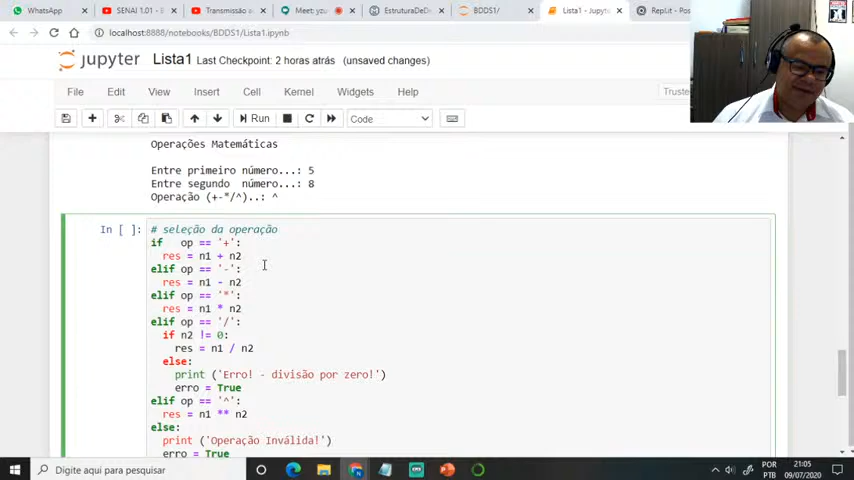 WhatsApp
SENAI 1.01 - E
Transmissão o
Meet: yzu
EstruturaDeDe
BDDS1/
Lista1 - Jupyte
Repl.it - Pos
localhost:8888/notebooks/BDDS1/Lista1.ipynb
jupyter Lista1 Last Checkpoint: 2 horas atrás (unsaved changes)
File Edit View Insert Cell Kernel Widgets Help
Truste
Run
Code
Operações Matemáticas
Entre primeiro número...: 5
Entre segundo número...: 8
Operação (+-*/^)..: ^
In [ ]:
# seleção da operação
if op == '+':
res = n1 + n2
elif op == '-':
res = n1 - n2
elif op == '*':
res = n1 * n2
elif op == '/':
if n2 != 0:
res = n1 / n2
else:
print ('Erro! - divisão por zero!')
erro = True
elif op == '^':
res = n1 ** n2
else:
print ('Operação Inválida!')
erro = True
Digite aqui para pesquisar
POR
PTB
21:05
09/07/2020